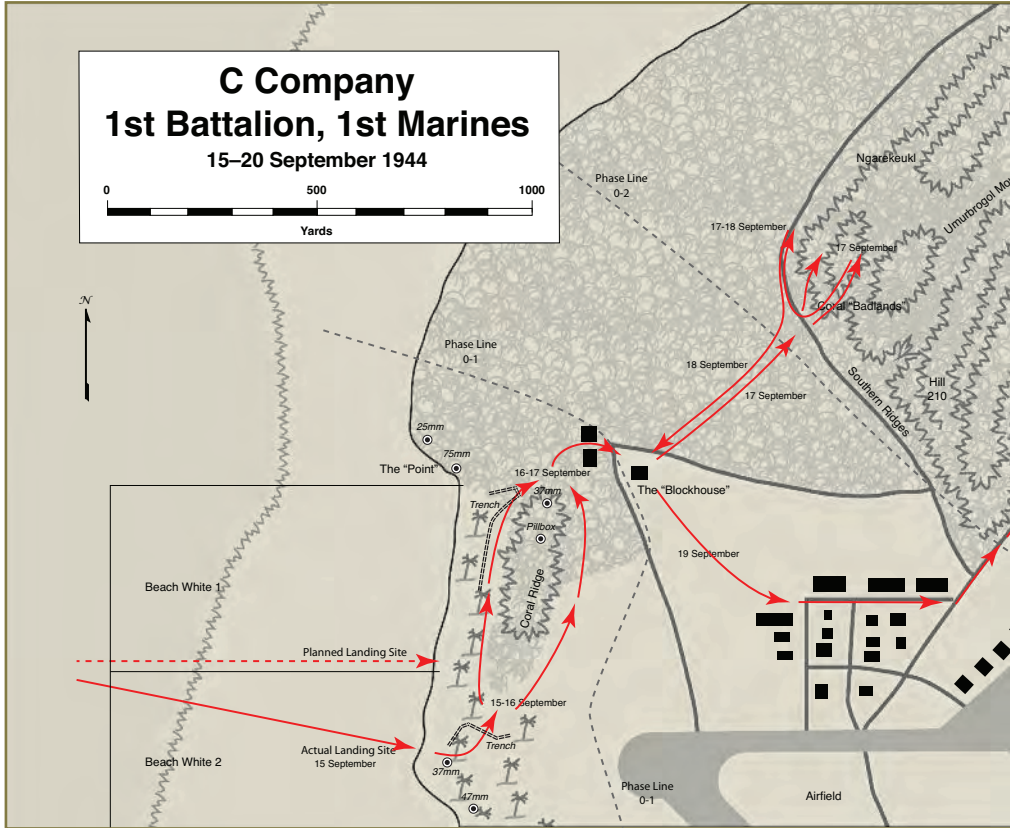 C Company
1st Battalion, 1st Marines
15–20 September 1944
0 500 1000
Yards
N
Phase Line
0-2
Ngarekeukl
Umurbrogol Mo
17-18 September
17 September
Coral "Badlands"
Phase Line
0-1
18 September
17 September
Southern Ridges
Hill
210
25mm
75mm
The "Point"
16-17 September
37mm
Trench
The "Blockhouse"
Pillbox
19 September
Coral Ridge
Beach White 1
Planned Landing Site
15-16 September
Actual Landing Site
15 September
Trench
Beach White 2
37mm
47mm
Phase Line
0-1
Airfield